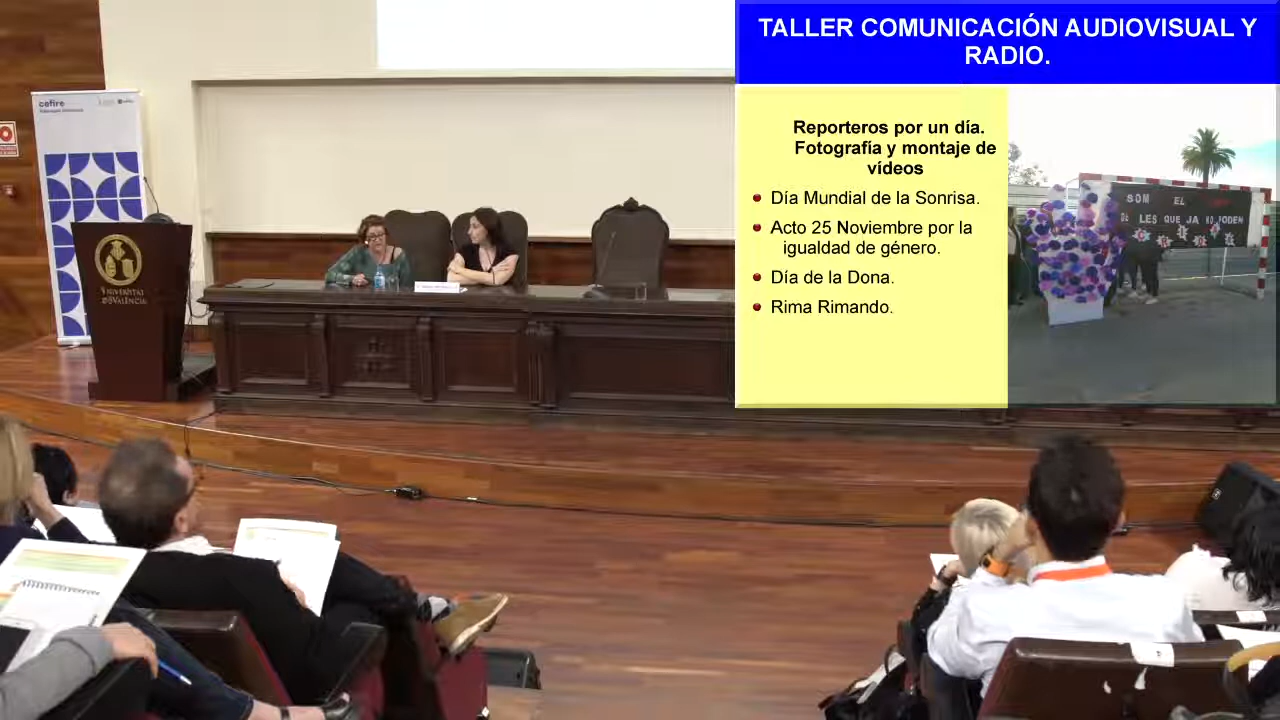 TALLER COMUNICACIÓN AUDIOVISUAL Y
RADIO.
Reporteros por un día.
Fotografía y montaje de
vídeos
Día Mundial de la Sonrisa.
Acto 25 Noviembre por la
igualdad de género.
Día de la Dona.
Rima Rimando.
SOM EL
DE LES QUE JA NO PODEN
cefire
VNIVERSITAT
D VALÈNCIA